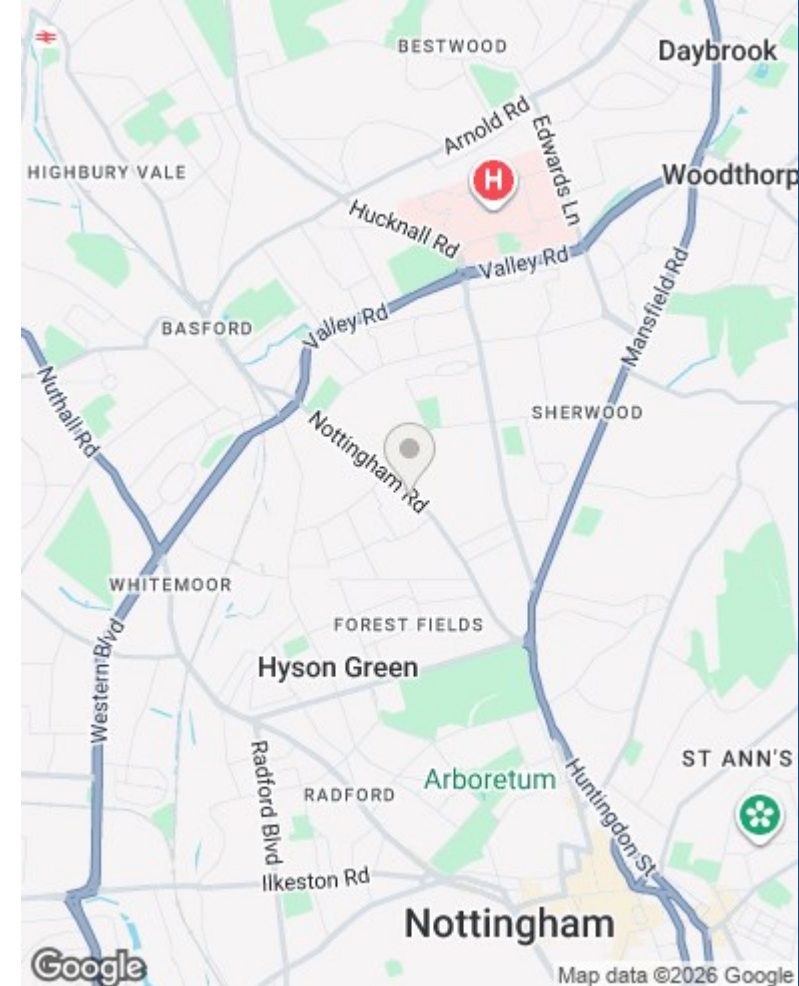 BESTWOOD
Daybrook
Arnold Rd
Edwards Ln
HIGHBURY VALE
H
Woodthorp
Hucknall Rd
Valley Rd
Mansfield Rd
Valley Rd
BASFORD
Nuthall Rd
SHERWOOD
Nottingham Rd
WHITEMOOR
FOREST FIELDS
Western Blvd
Hyson Green
Radford Blvd
ST ANN'S
Arboretum
Huntingdon St
RADFORD
Ilkeston Rd
Nottingham
Google
Map data ©2026 Google